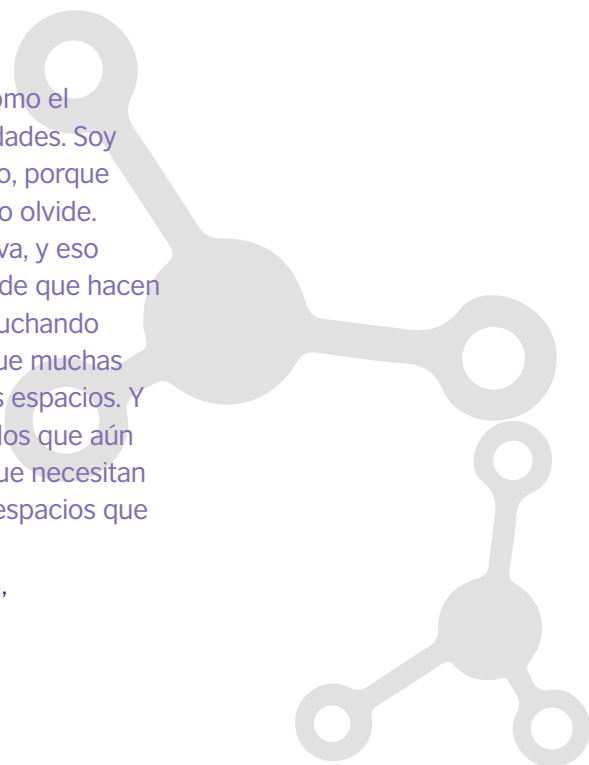 omo el
dades. Soy
o, porque
o olvide.
va, y eso
de que hacen
uchando
ue muchas
s espacios. Y
los que aún
ue necesitan
espacios que
,